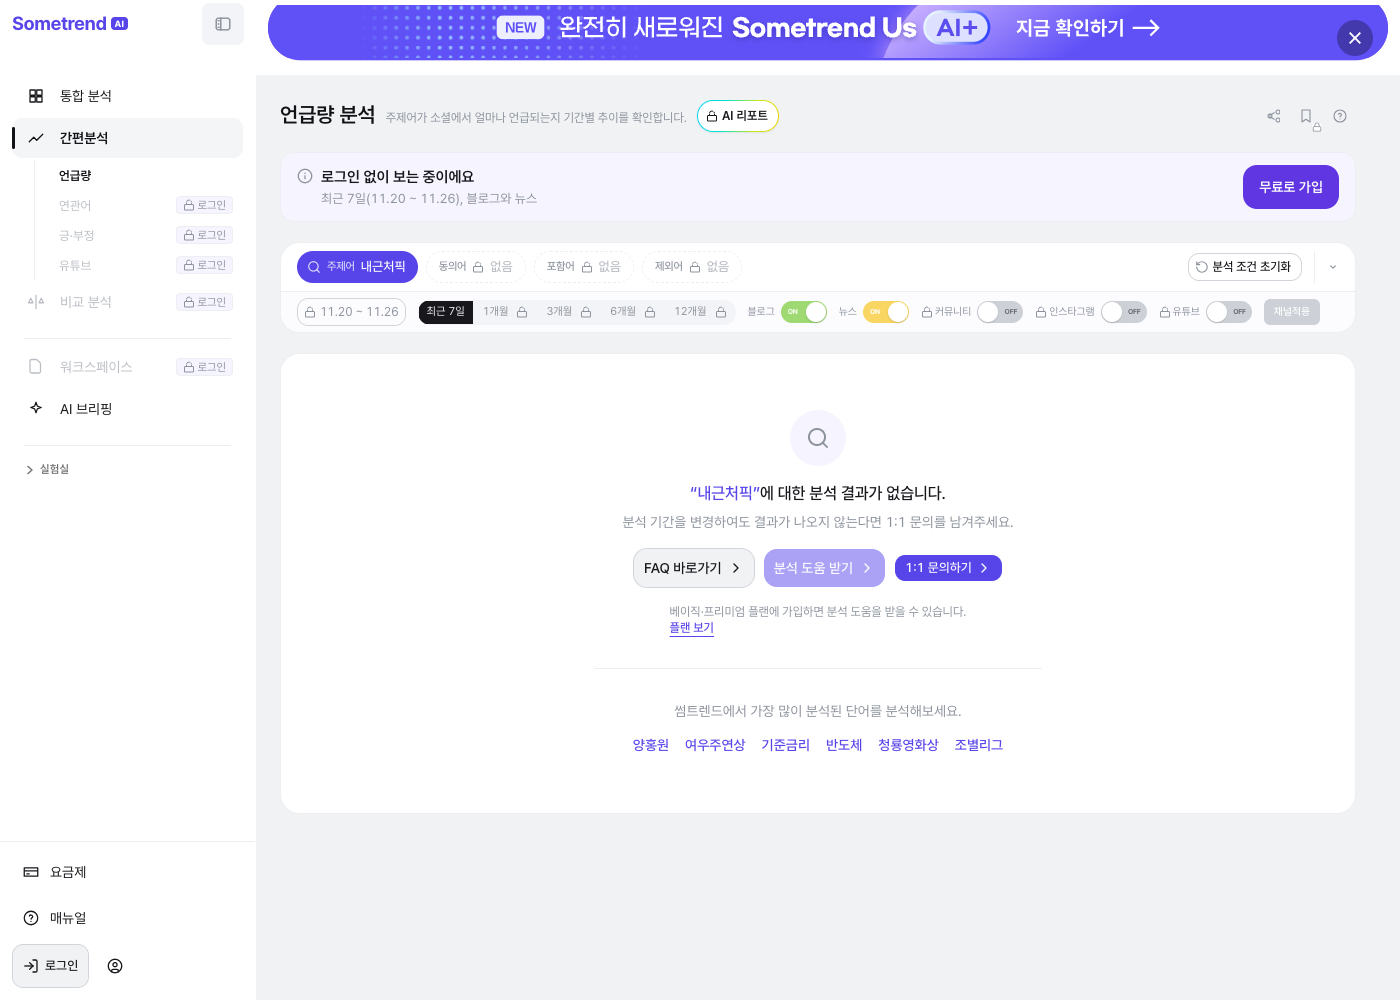 Sometrend AI
NEW 완전히 새로워진 Sometrend Us AI+ 지금 확인하기
통합 분석
간편분석
언급량
연관어 로그인
긍·부정 로그인
유튜브 로그인
비교 분석 로그인
워크스페이스 로그인
AI 브리핑
실험실
요금제
매뉴얼
로그인
언급량 분석 주제어가 소셜에서 얼마나 언급되는지 기간별 추이를 확인합니다. AI 리포트
로그인 없이 보는 중이에요
최근 7일(11.20 ~ 11.26), 블로그와 뉴스
무료로 가입
주제어 내근처픽 동의어 없음 포함어 없음 제외어 없음 분석 조건 초기화
11.20 ~ 11.26 최근 7일 1개월 3개월 6개월 12개월 블로그 ON 뉴스 ON 커뮤니티 OFF 인스타그램 OFF 유튜브 OFF 채널적용
“내근처픽”에 대한 분석 결과가 없습니다.
분석 기간을 변경하여도 결과가 나오지 않는다면 1:1 문의를 남겨주세요.
FAQ 바로가기 분석 도움 받기 1:1 문의하기
베이직·프리미엄 플랜에 가입하면 분석 도움을 받을 수 있습니다.
플랜 보기
썸트렌드에서 가장 많이 분석된 단어를 분석해보세요.
양홍원 여우주연상 기준금리 반도체 청룡영화상 조별리그